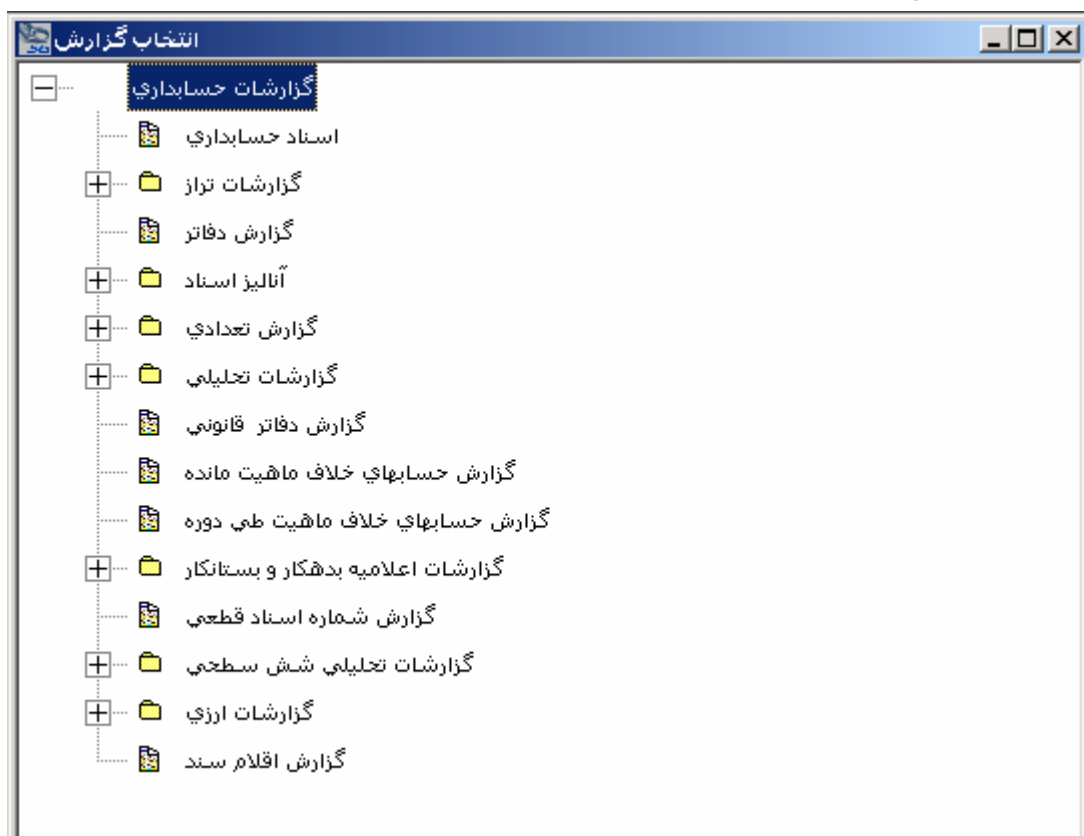 انتخاب گزارش
گزارشات حسابداري
اسناد حسابداري
گزارشات تراز
گزارش دفاتر
آناليز اسناد
گزارش تعدادي
گزارشات تحليلي
گزارش دفاتر قانوني
گزارش حسابهاي خلاف ماهيت مانده
گزارش حسابهاي خلاف ماهيت طي دوره
گزارشات اعلاميه بدهکار و بستانکار
گزارش شماره اسناد قطعي
گزارشات تحليلي شش سطحي
گزارشات ارزي
گزارش اقلام سند